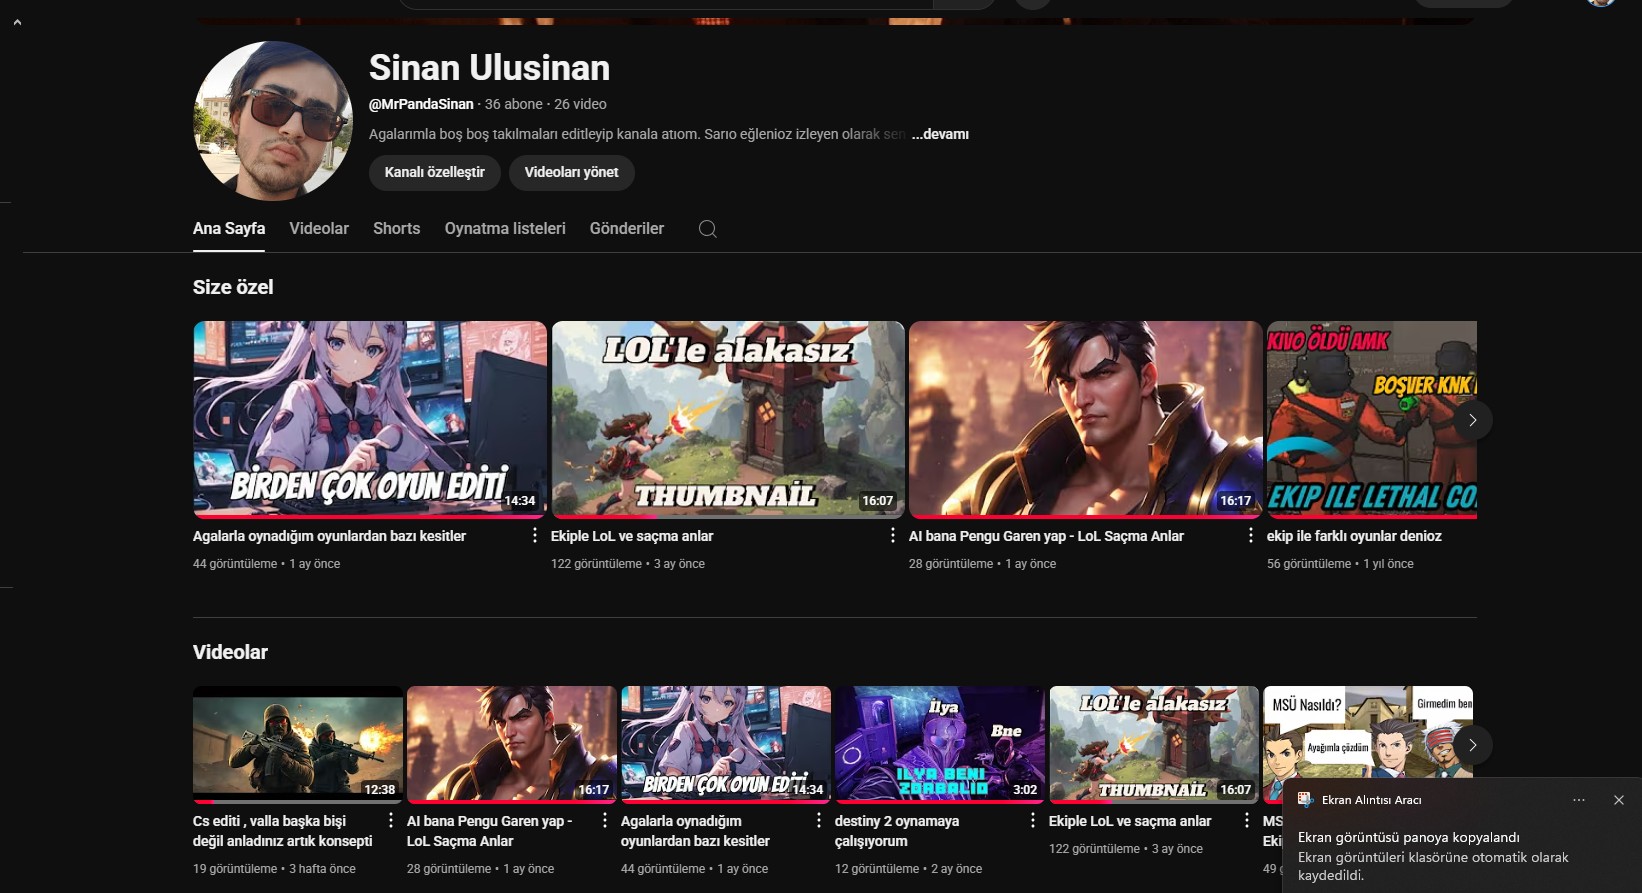 Sinan Ulusinan
@MrPandaSinan · 36 abone · 26 video
Agalarımla boş boş takılmaları editleyip kanala atıom. Sarıo eğlenioz izleyen olarak sen ...devamı
Kanalı özelleştir
Videoları yönet
Ana Sayfa
Videolar
Shorts
Oynatma listeleri
Gönderiler
Size özel
BİRDEN ÇOK OYUN EDİTİ
14:34
LOL'le alakasız
THUMBNAİL
16:07
16:17
KIVO ÖLDÜ AMK
BOŞVER KNK
EKIP ILE LETHAL CO
Agalarla oynadığım oyunlardan bazı kesitler
44 görüntüleme • 1 ay önce
Ekiple LoL ve saçma anlar
122 görüntüleme • 3 ay önce
AI bana Pengu Garen yap - LoL Saçma Anlar
28 görüntüleme • 1 ay önce
ekip ile farklı oyunlar denioz
56 görüntüleme • 1 yıl önce
Videolar
12:38
16:17
BİRDEN ÇOK OYUN EDİTİ
14:34
İlya
Bne
ILYA BENI
ZORBALIO
3:02
LOL'le alakasız
THUMBNAİL
16:07
MSÜ Nasıldı?
Girmedim ben
Ayağımla çözdüm
Cs editi , valla başka bişi
değil anladınız artık konsepti
19 görüntüleme • 3 hafta önce
AI bana Pengu Garen yap -
LoL Saçma Anlar
28 görüntüleme • 1 ay önce
Agalarla oynadığım
oyunlardan bazı kesitler
44 görüntüleme • 1 ay önce
destiny 2 oynamaya
çalışıyorum
12 görüntüleme • 2 ay önce
Ekiple LoL ve saçma anlar
122 görüntüleme • 3 ay önce
MS
Eki
49 g
Ekran Alıntısı Aracı
Ekran görüntüsü panoya kopyalandı
Ekran görüntüleri klasörüne otomatik olarak
kaydedildi.